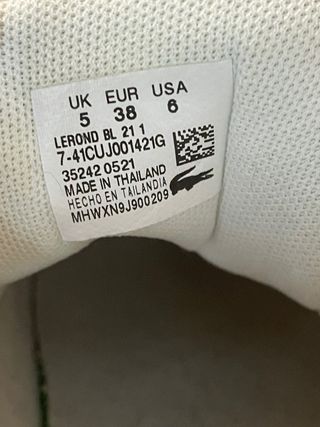 UK EUR USA
5 38 6
LEROND BL 21 1
7-41CUJ001421G
35242 0521
MADE IN THAILAND
HECHO EN TAILANDIA
MHWXN9J900209